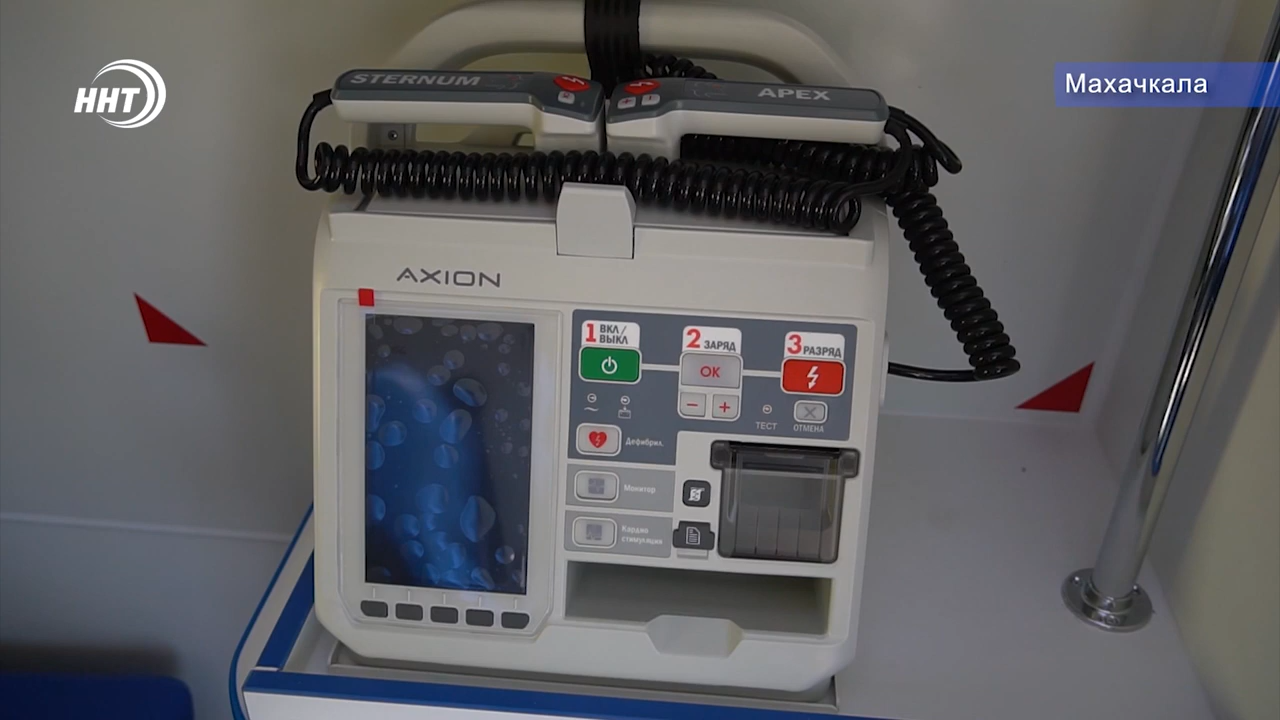 ННТ
Махачкала
STERNUM
APEX
AXION
1 ВКЛ/
ВЫКЛ
2 ЗАРЯД
3 РАЗРЯД
OK
− +
ТЕСТ
ОТМЕНА
Дефибрил.
Монитор
Кардио
стимуляция